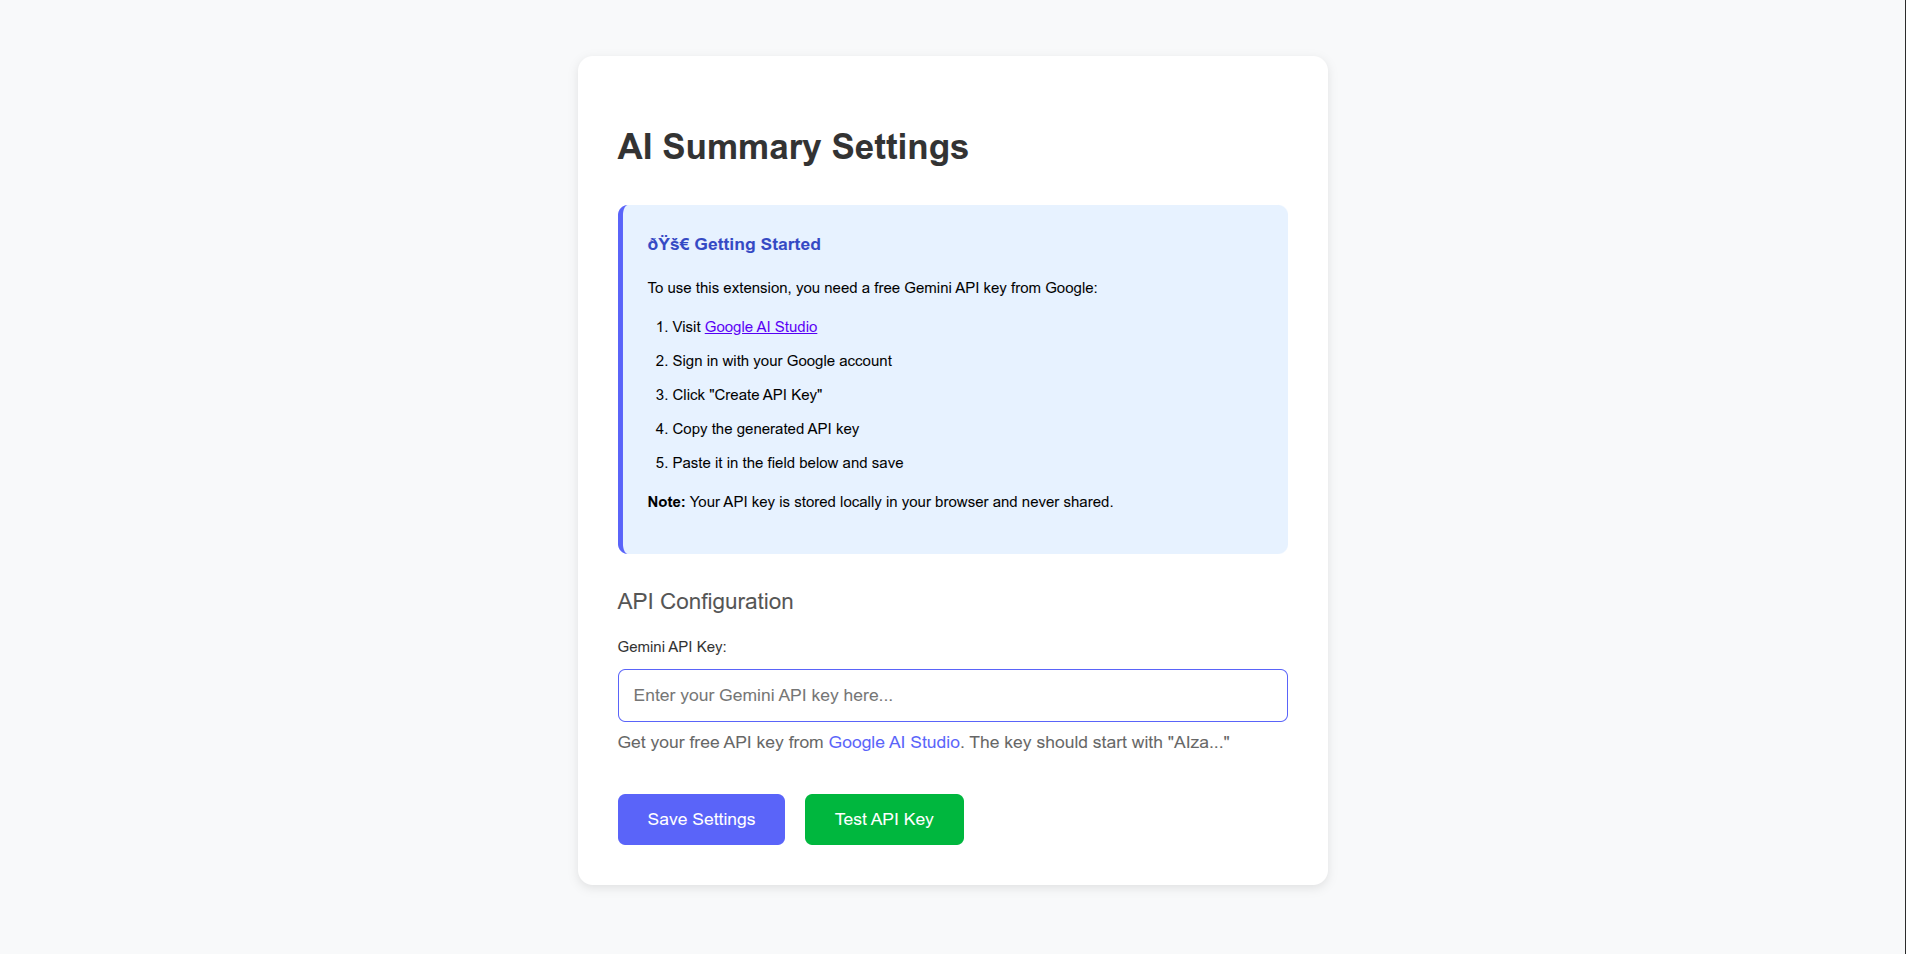 AI Summary Settings
ðŸš€ Getting Started
To use this extension, you need a free Gemini API key from Google:
1. Visit Google AI Studio
2. Sign in with your Google account
3. Click "Create API Key"
4. Copy the generated API key
5. Paste it in the field below and save
Note: Your API key is stored locally in your browser and never shared.
API Configuration
Gemini API Key:
Enter your Gemini API key here...
Get your free API key from Google AI Studio. The key should start with "AIza..."
Save Settings
Test API Key